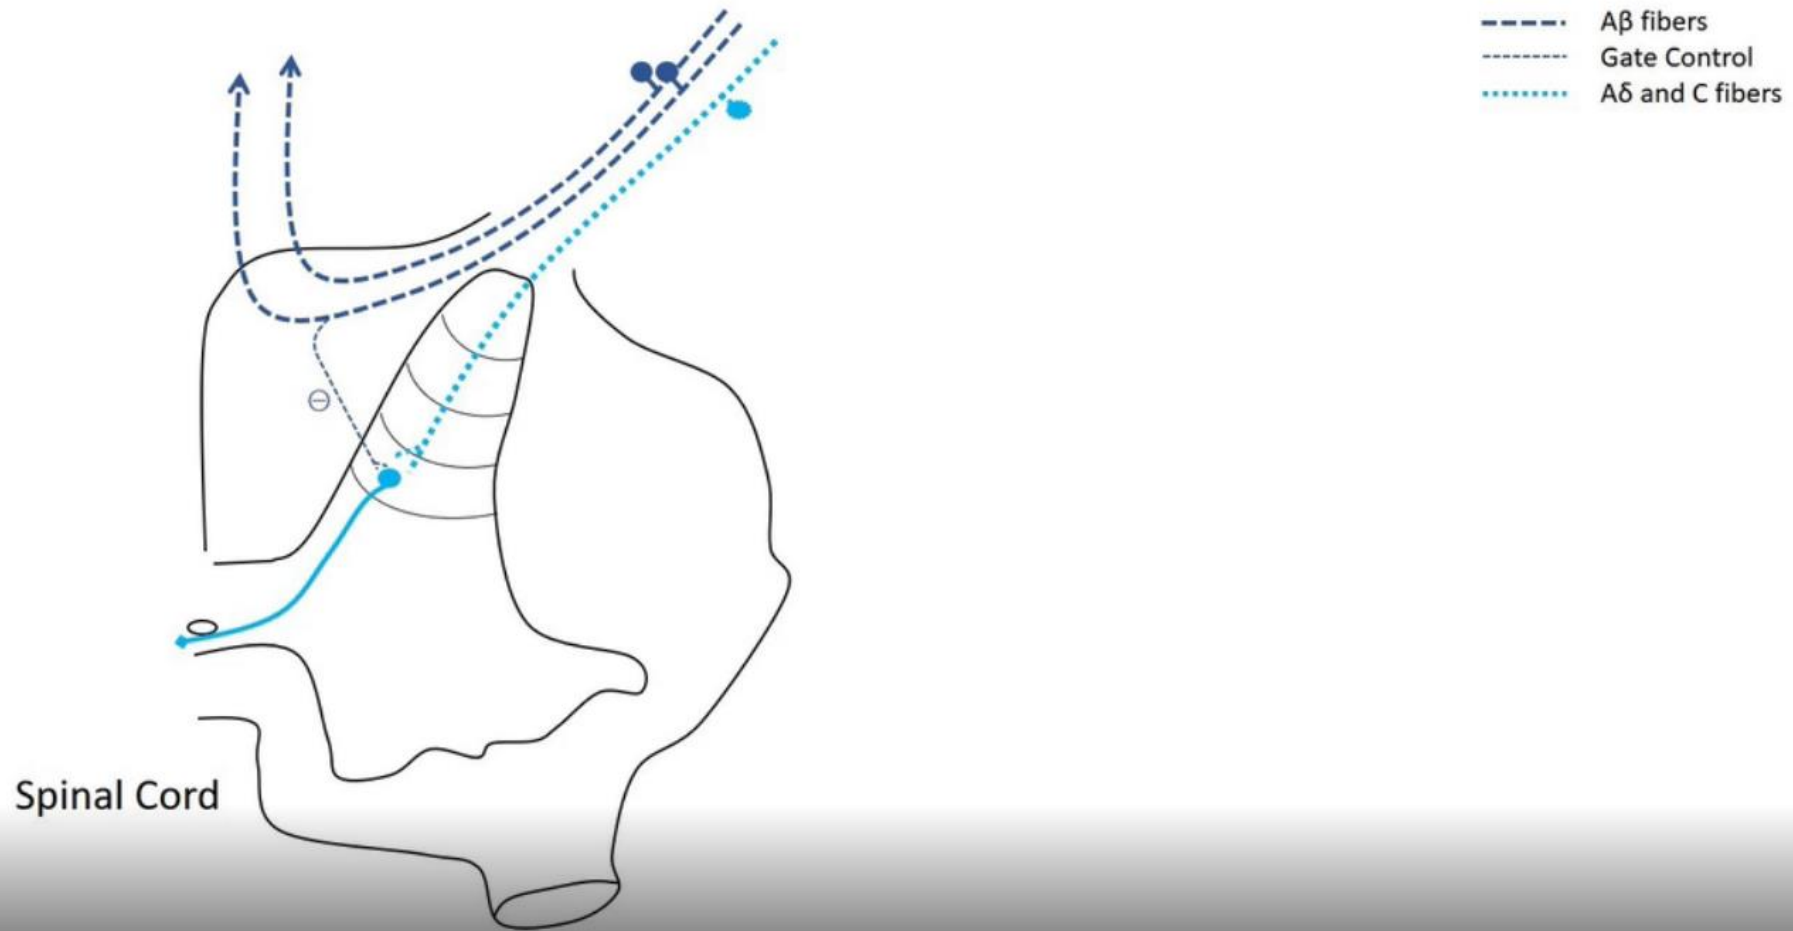 Aβ fibers
Gate Control
Aδ and C fibers
⊖
Spinal Cord